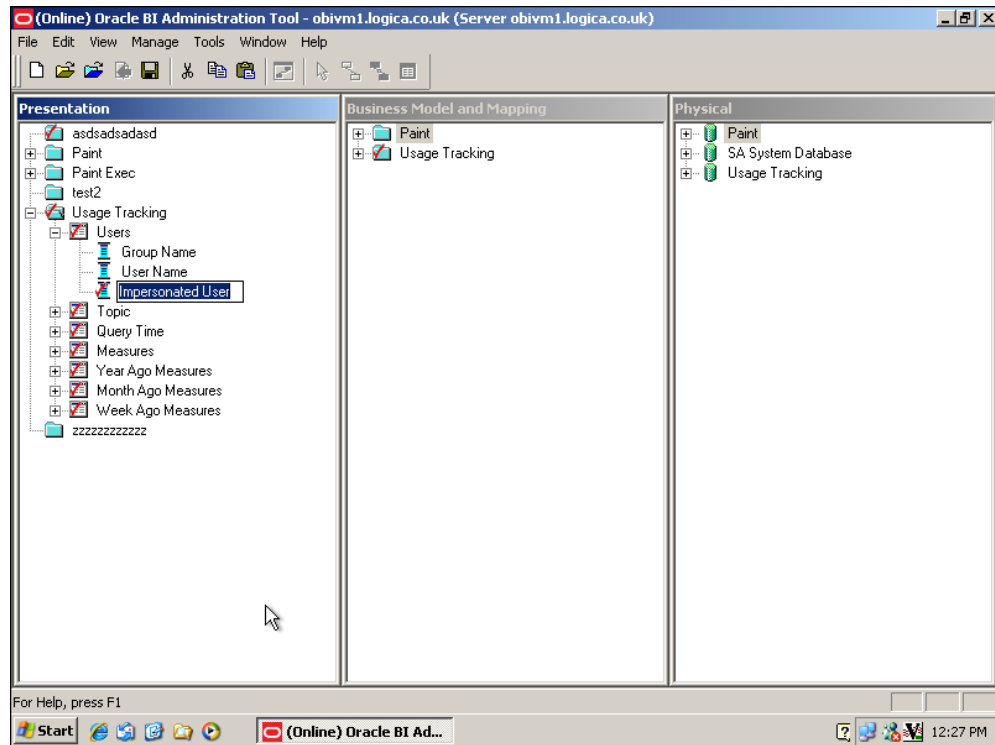 (Online) Oracle BI Administration Tool - obivm1.logica.co.uk (Server obivm1.logica.co.uk)
File Edit View Manage Tools Window Help
Presentation
asdsadsadasd
Paint
Paint Exec
test2
Usage Tracking
Users
Group Name
User Name
Impersonated User
Topic
Query Time
Measures
Year Ago Measures
Month Ago Measures
Week Ago Measures
zzzzzzzzzzzz
Business Model and Mapping
Paint
Usage Tracking
Physical
Paint
SA System Database
Usage Tracking
For Help, press F1
Start (Online) Oracle BI Ad... 12:27 PM